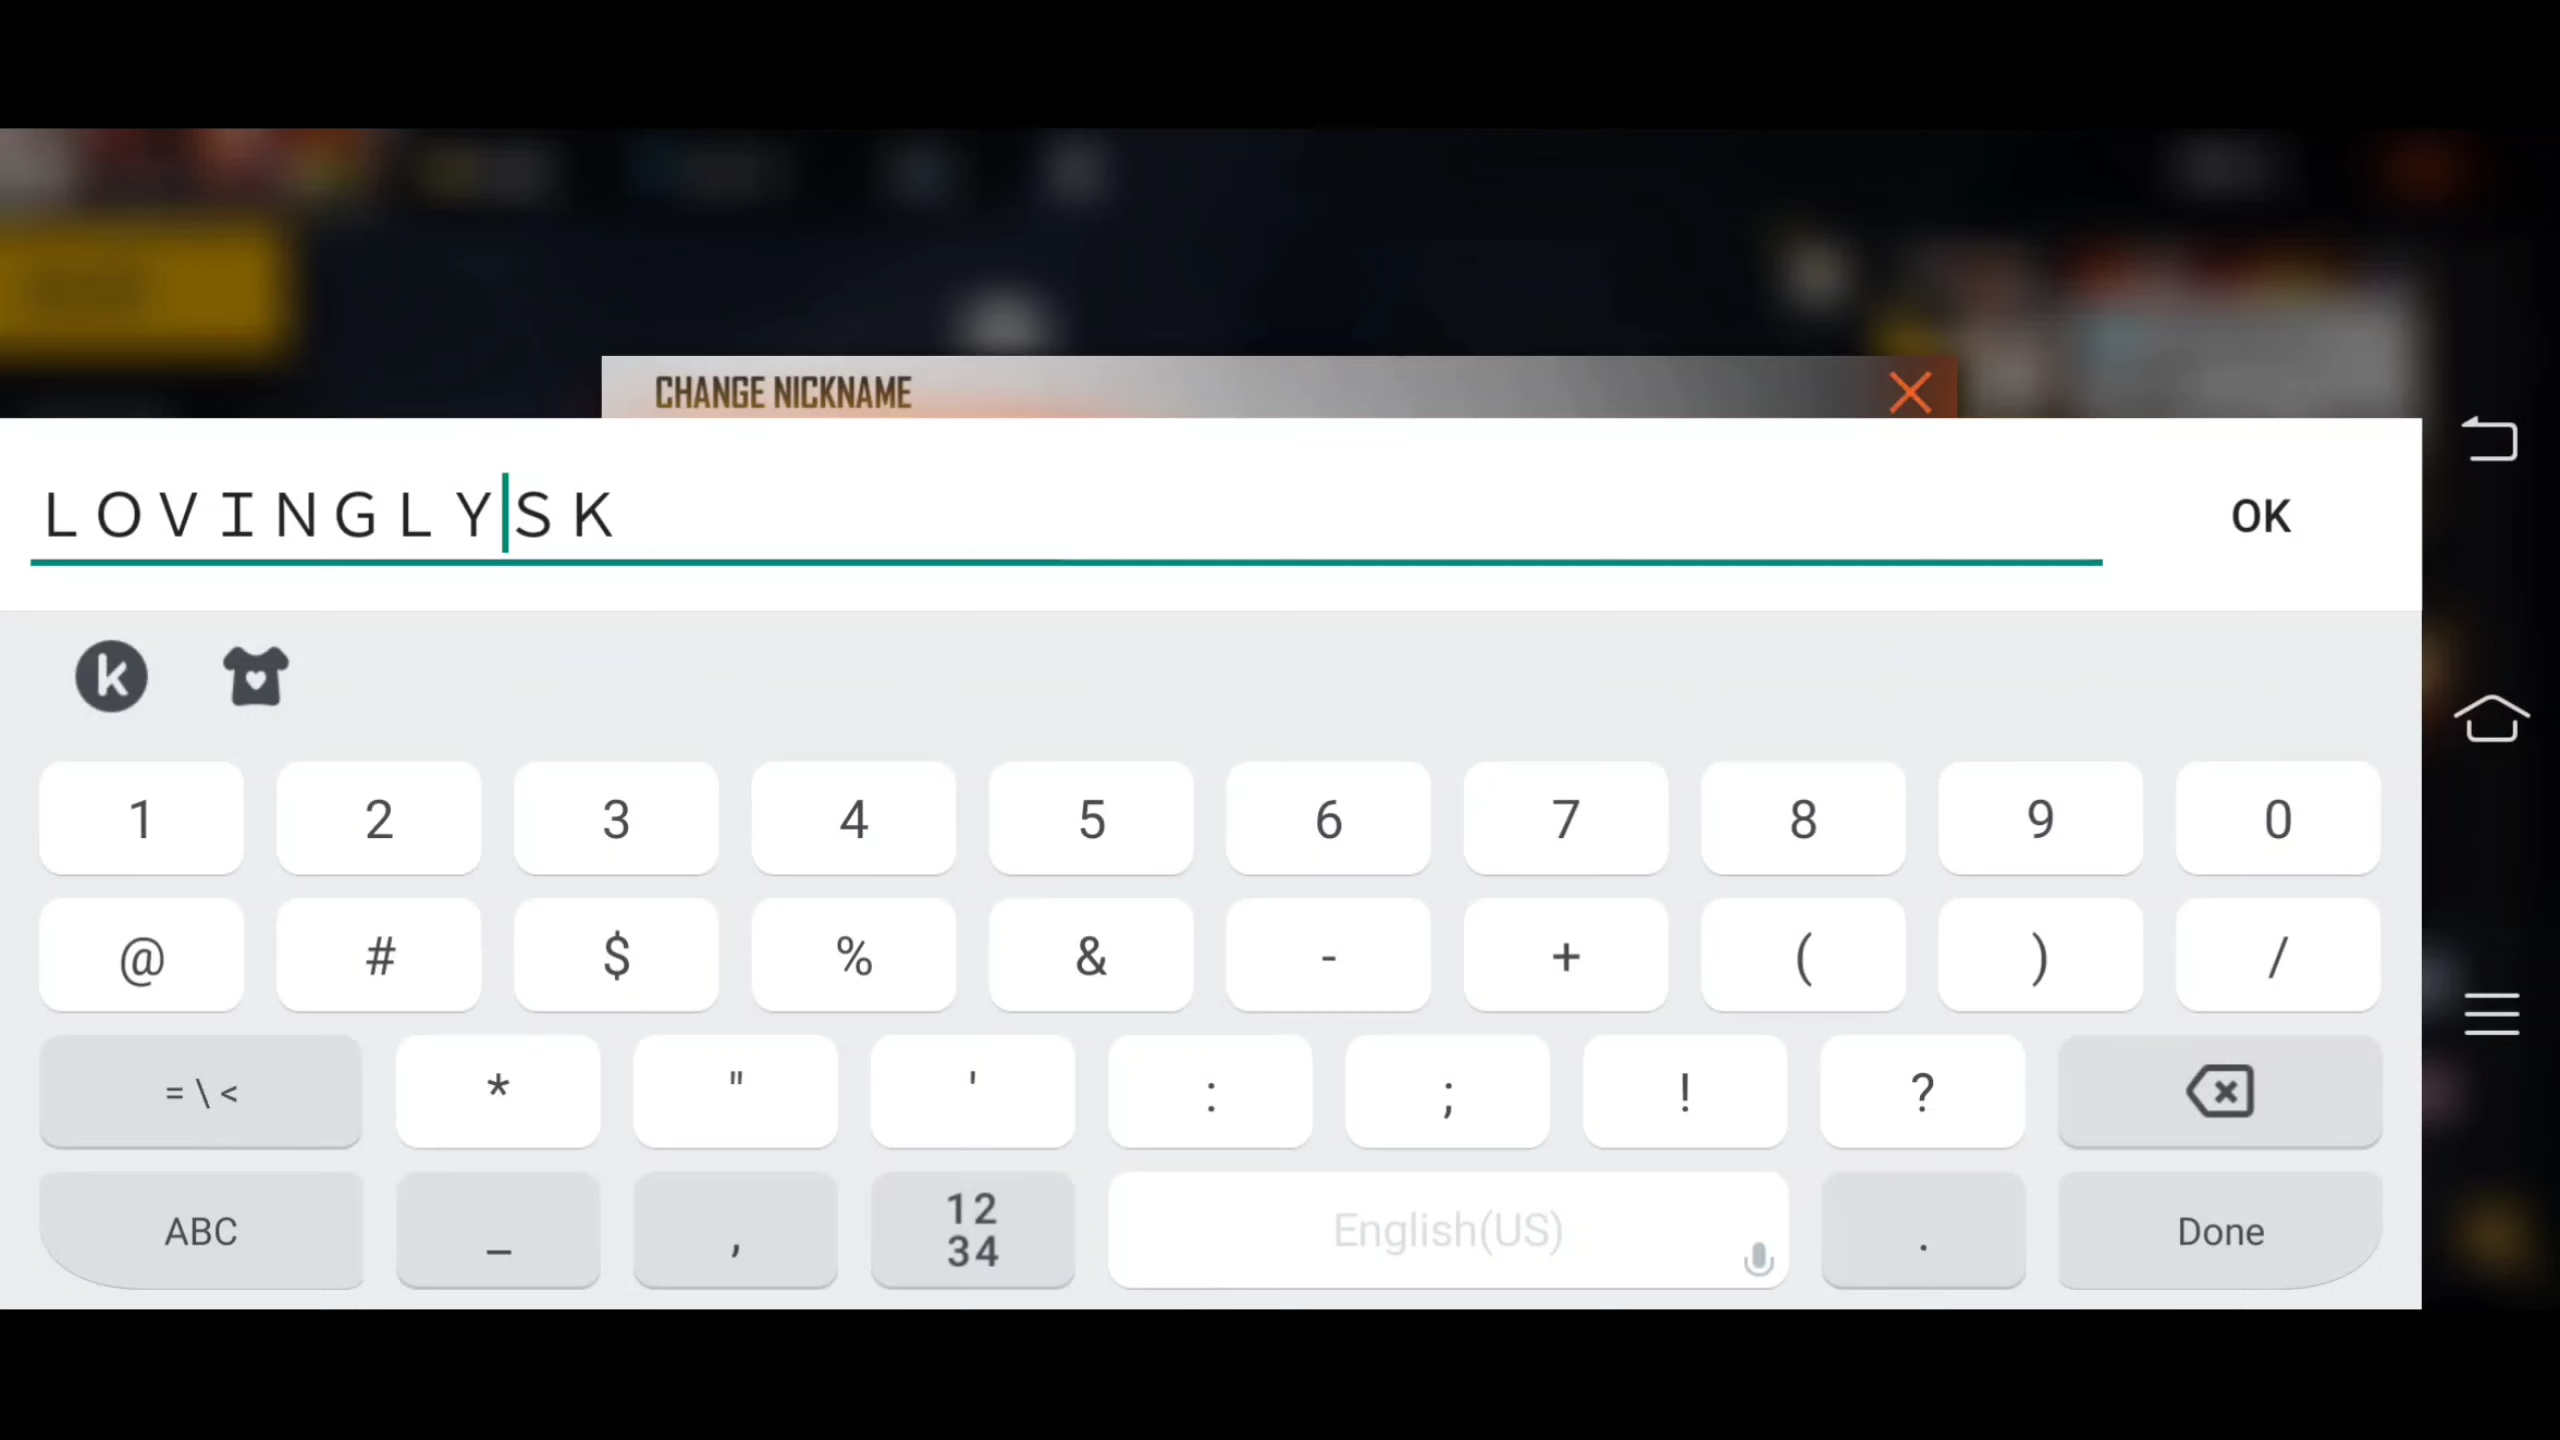 CHANGE NICKNAME
ＬＯＶＩＮＧＬＹＳＫ
OK
k
1 2 3 4 5 6 7 8 9 0
@ # $ % & - + ( ) /
= \ < * " ' : ; ! ?
ABC _ , 12 34 English(US) . Done